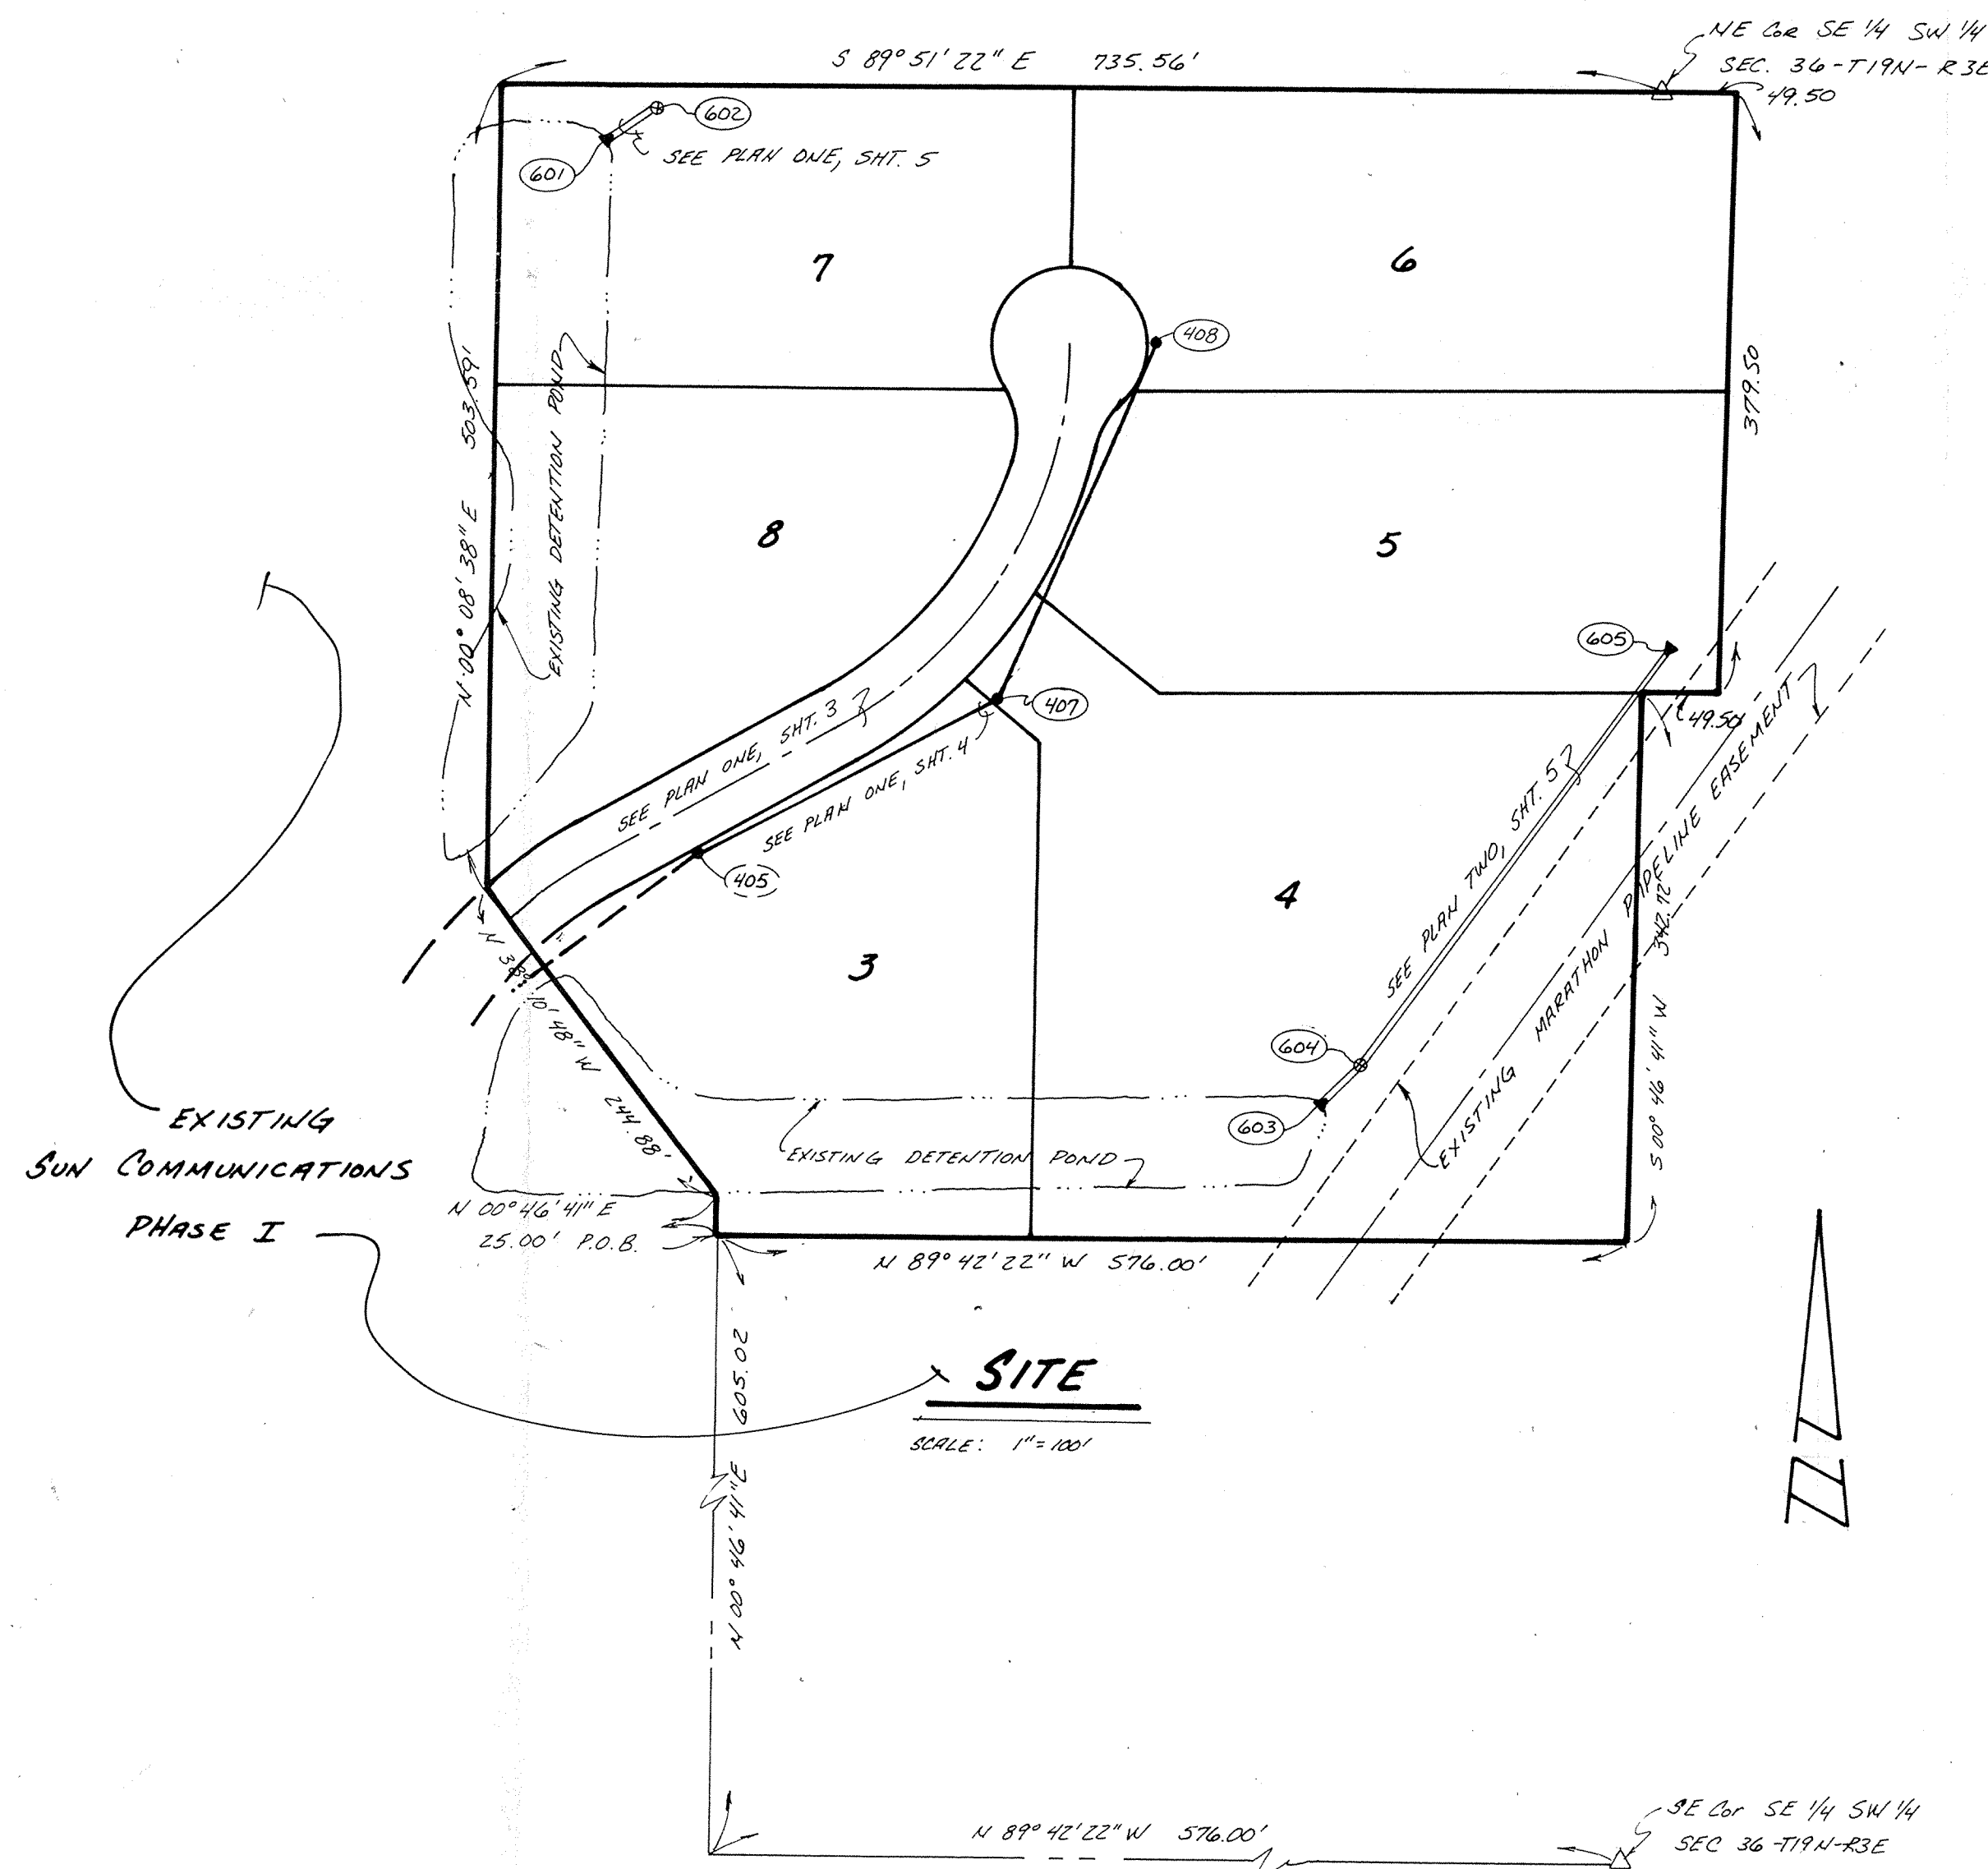 NE Cor SE 1/4 SW 1/4
SEC. 36-T19N-R3E
S 89° 51' 22" E 735.56'
49.50
602
601
SEE PLAN ONE, SHT. 5
7
6
408
N 00° 08' 38" E 503.59'
EXISTING DETENTION POND
379.50
8
5
605
407
49.50
SEE PLAN ONE, SHT. 3
SEE PLAN ONE, SHT. 4
405
SEE PLAN TWO, SHT. 5
EXISTING MARATHON PIPELINE EASEMENT
342.72
S 00° 46' 41" W
4
3
N 38° 10' 48" W 244.88'
604
603
EXISTING DETENTION POND
EXISTING
SUN COMMUNICATIONS
PHASE I
N 00° 46' 41" E
25.00' P.O.B.
N 89° 42' 22" W 576.00'
SITE
SCALE: 1"=100'
N 00° 46' 41" E 605.02
N
N 89° 42' 22" W 576.00'
SE Cor SE 1/4 SW 1/4
SEC 36-T19N-R3E